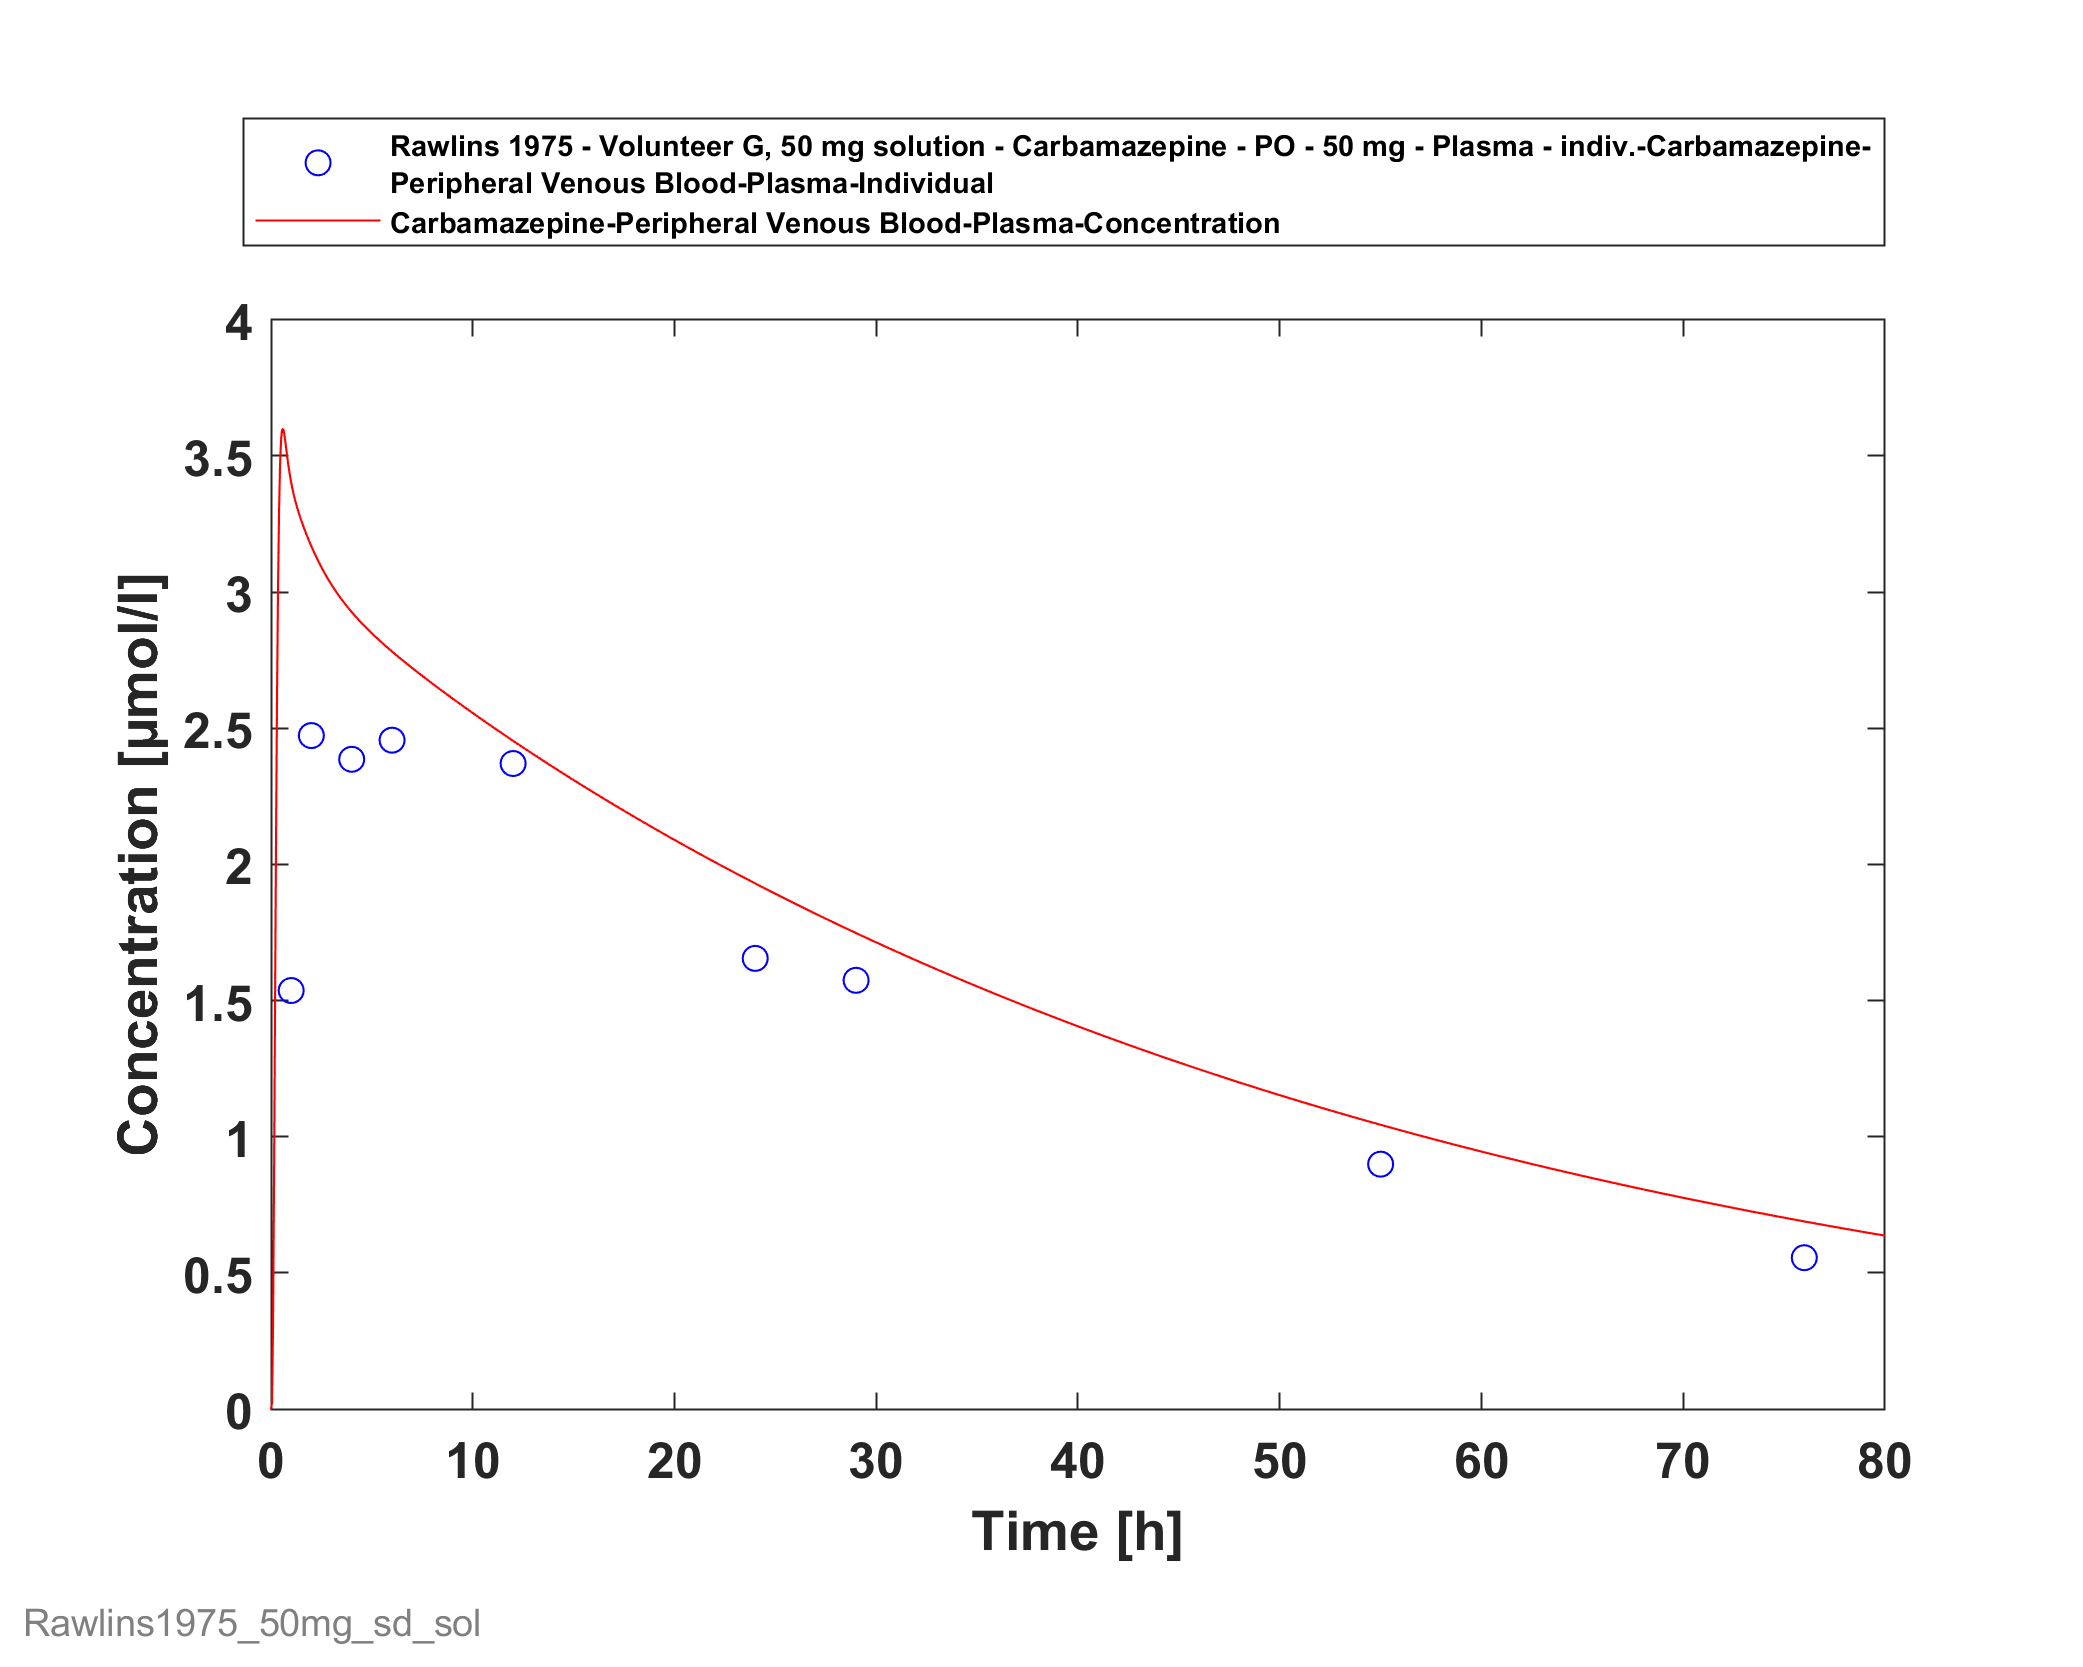 Rawlins 1975 - Volunteer G, 50 mg solution - Carbamazepine - PO - 50 mg - Plasma - indiv.-Carbamazepine-
Peripheral Venous Blood-Plasma-Individual
Carbamazepine-Peripheral Venous Blood-Plasma-Concentration
4
3.5
3
2.5
2
1.5
1
0.5
0
Concentration [µmol/l]
0 10 20 30 40 50 60 70 80
Time [h]
Rawlins1975_50mg_sd_sol